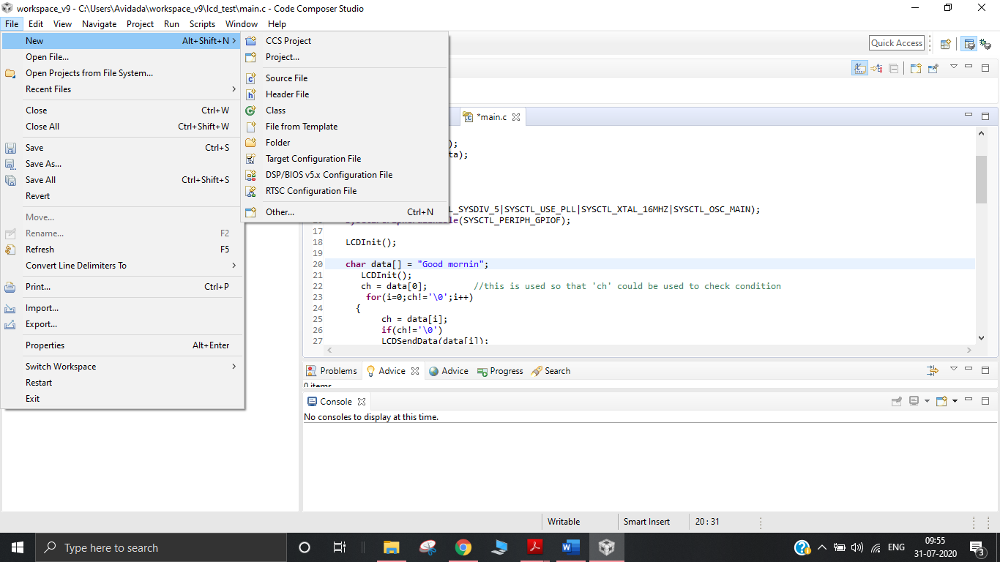 workspace_v9 - C:\Users\Avidada\workspace_v9\lcd_test\main.c - Code Composer Studio
File Edit View Navigate Project Run Scripts Window Help
New Alt+Shift+N
Open File...
Open Projects from File System...
Recent Files
Close Ctrl+W
Close All Ctrl+Shift+W
Save Ctrl+S
Save As...
Save All Ctrl+Shift+S
Revert
Move...
Rename... F2
Refresh F5
Convert Line Delimiters To
Print... Ctrl+P
Import...
Export...
Properties Alt+Enter
Switch Workspace
Restart
Exit
CCS Project
Project...
Source File
Header File
Class
File from Template
Folder
Target Configuration File
DSP/BIOS v5.x Configuration File
RTSC Configuration File
Other... Ctrl+N
Quick Access
*main.c
);
ta);
L_SYSDIV_5|SYSCTL_USE_PLL|SYSCTL_XTAL_16MHZ|SYSCTL_OSC_MAIN);
(SYSCTL_PERIPH_GPIOF);
17
18 LCDInit();
19
20 char data[] = "Good mornin";
21 LCDInit();
22 ch = data[0]; //this is used so that 'ch' could be used to check condition
23 for(i=0;ch!='\0';i++)
24 {
25 ch = data[i];
26 if(ch!='\0')
27 LCDSendData(data[i]);
Problems Advice Advice Progress Search
0 items
Console
No consoles to display at this time.
Writable Smart Insert 20 : 31
Type here to search
ENG
09:55
31-07-2020
3